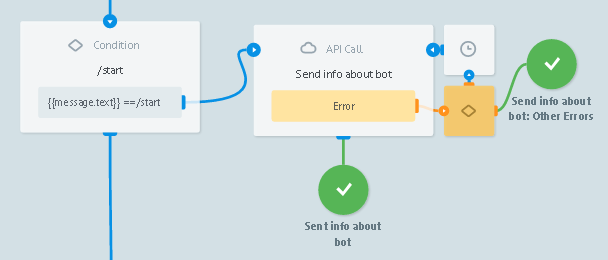 Condition
/start
{{message.text}} ==/start
API Call
Send info about bot
Error
Send info about
bot: Other Errors
Sent info about
bot